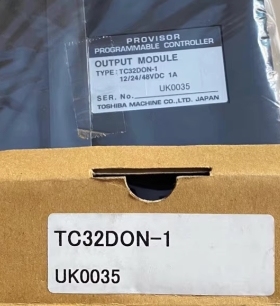 PROVISOR
PROGRAMMABLE CONTROLLER
OUTPUT MODULE
TYPE : TC32DON-1
12/24/48VDC 1A
SER. No. UK0035
TOSHIBA MACHINE CO.,LTD. JAPAN
TC32DON-1
UK0035